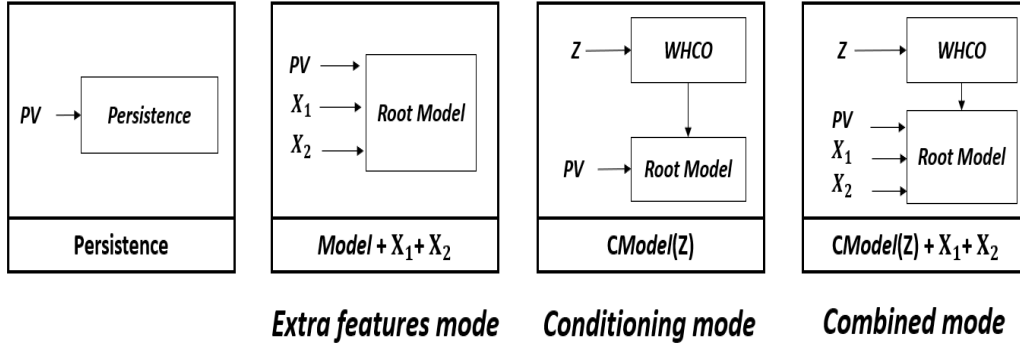 PV
Persistence
Persistence
PV
X₁
X₂
Root Model
Model + X₁+ X₂
Extra features mode
Z
WHCO
PV
Root Model
CModel(Z)
Conditioning mode
Z
WHCO
PV
X₁
X₂
Root Model
CModel(Z) + X₁+ X₂
Combined mode